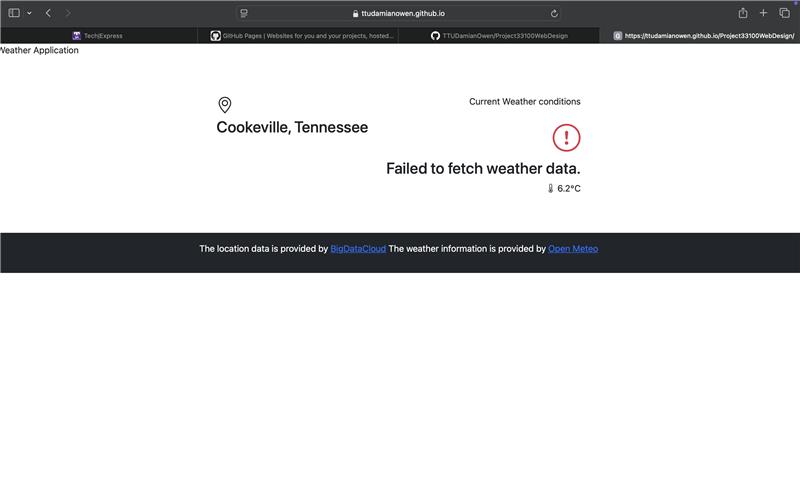 ttudamianowen.github.io
Tech|Express
GitHub Pages | Websites for you and your projects, hosted...
TTUDamianOwen/Project33100WebDesign
G
https://ttudamianowen.github.io/Project33100WebDesign/
Weather Application
Current Weather conditions
Cookeville, Tennessee
Failed to fetch weather data.
6.2°C
The location data is provided by BigDataCloud The weather information is provided by Open Meteo